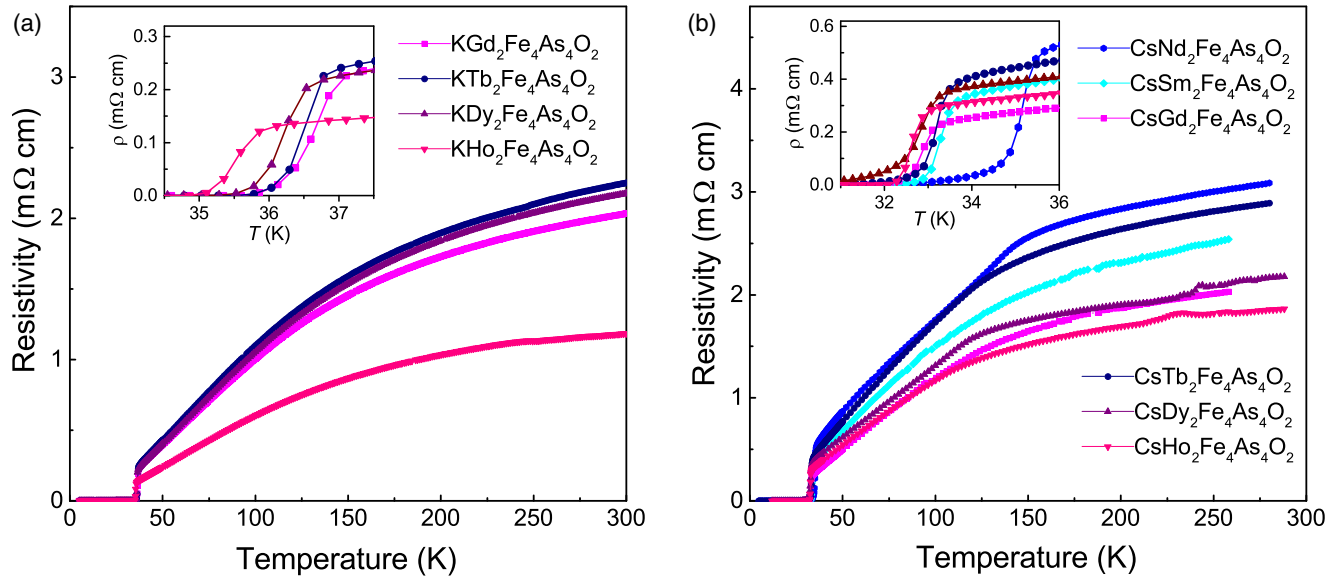 (a)
ρ (mΩ cm)
0.3
0.2
0.1
0.0
35 36 37
T (K)
KGd₂Fe₄As₄O₂
KTb₂Fe₄As₄O₂
KDy₂Fe₄As₄O₂
KHo₂Fe₄As₄O₂
Resistivity (mΩ cm)
3
2
1
0
0 50 100 150 200 250 300
Temperature (K)
(b)
ρ (mΩ cm)
0.6
0.4
0.2
0.0
32 34 36
T (K)
CsNd₂Fe₄As₄O₂
CsSm₂Fe₄As₄O₂
CsGd₂Fe₄As₄O₂
Resistivity (mΩ cm)
4
3
2
1
0
CsTb₂Fe₄As₄O₂
CsDy₂Fe₄As₄O₂
CsHo₂Fe₄As₄O₂
0 50 100 150 200 250 300
Temperature (K)